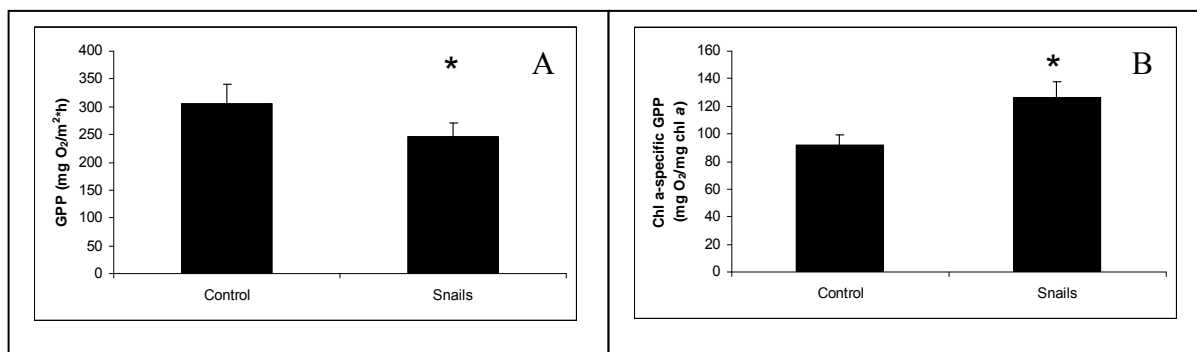 A
*
400
350
300
250
200
150
100
50
0
GPP (mg O₂/m²*h)
Control Snails
B
*
160
140
120
100
80
60
40
20
0
Chl a-specific GPP
(mg O₂/mg chl a)
Control Snails